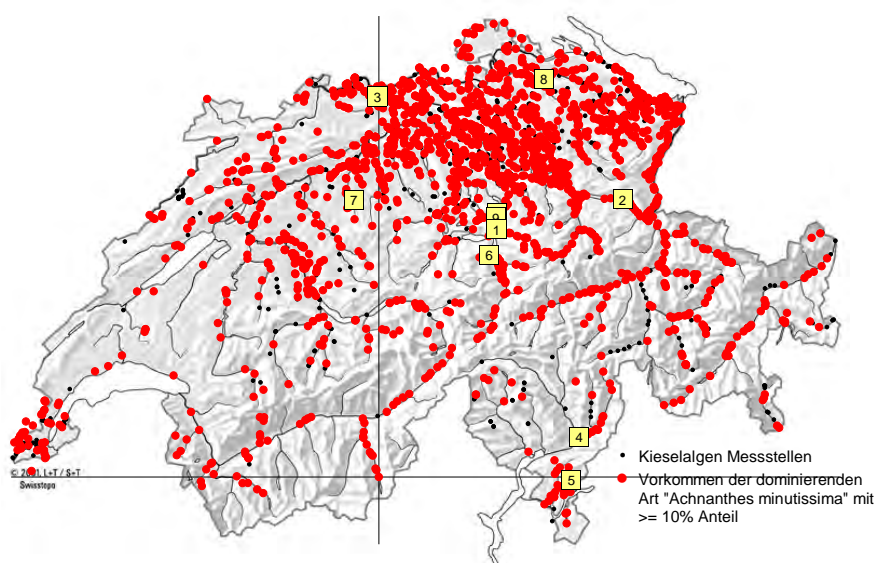 8
3
2
7
9
1
6
4
Kieselalgen Messstellen
5
Vorkommen der dominierenden
Art "Achnanthes minutissima" mit
>= 10% Anteil
L+T / S+T
Swisstopo